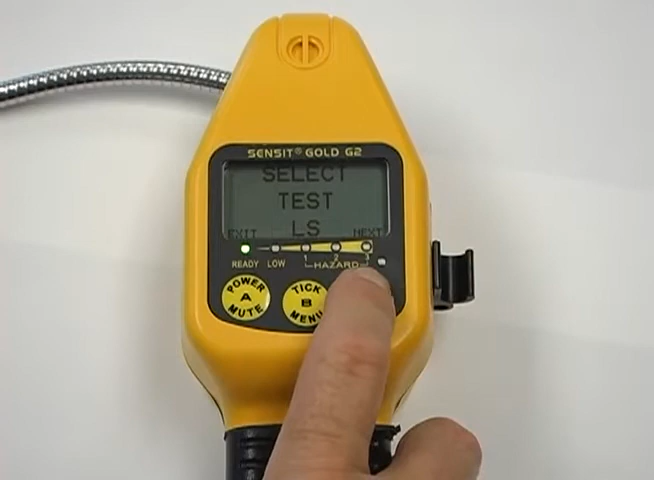 SENSIT® GOLD G2
SELECT
TEST
LS
EXIT NEXT
READY LOW 1 2 3
HAZARD
POWER A MUTE
TICK B MENU